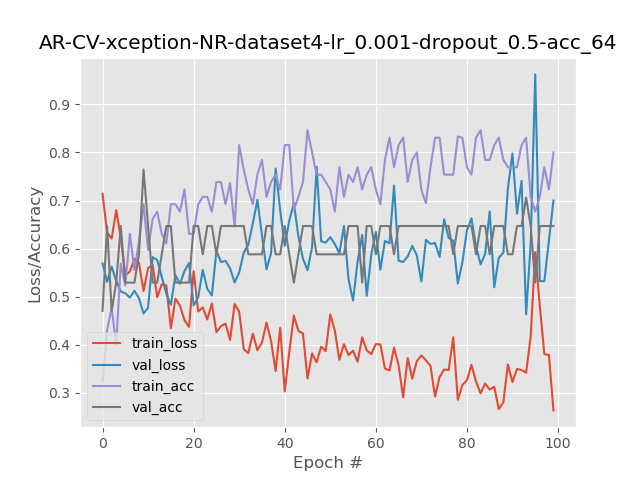 AR-CV-xception-NR-dataset4-lr_0.001-dropout_0.5-acc_64
Loss/Accuracy
0.9
0.8
0.7
0.6
0.5
0.4
0.3
train_loss
val_loss
train_acc
val_acc
0 20 40 60 80 100
Epoch #